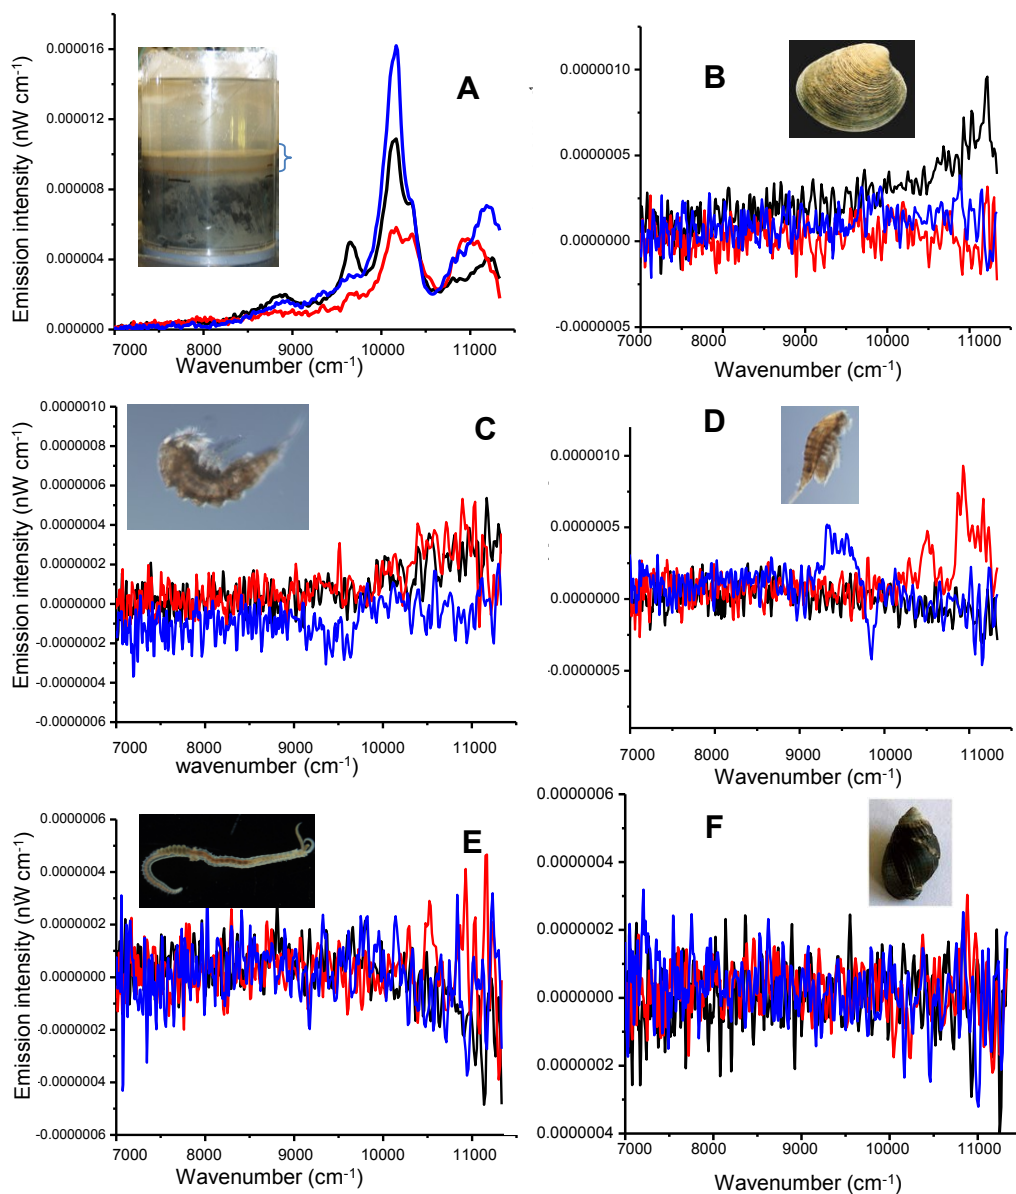 A
Emission intensity (nW cm-1)
0.000016
0.000012
0.000008
0.000004
0.000000
7000 8000 9000 10000 11000
Wavenumber (cm-1)
B
0.0000010
0.0000005
0.0000000
-0.0000005
7000 8000 9000 10000 11000
Wavenumber (cm-1)
C
Emission intensity (nW cm-1)
0.0000010
0.0000008
0.0000006
0.0000004
0.0000002
0.0000000
-0.0000002
-0.0000004
-0.0000006
7000 8000 9000 10000 11000
wavenumber (cm-1)
D
0.0000010
0.0000005
0.0000000
-0.0000005
7000 8000 9000 10000 11000
Wavenumber (cm-1)
E
Emission intensity (nW cm-1)
0.0000006
0.0000004
0.0000002
0.0000000
-0.0000002
-0.0000004
-0.0000006
7000 8000 9000 10000 11000
Wavenumber (cm-1)
F
0.0000006
0.0000004
0.0000002
0.0000000
0.0000002
0.0000004
7000 8000 9000 10000 11000
Wavenumber (cm-1)